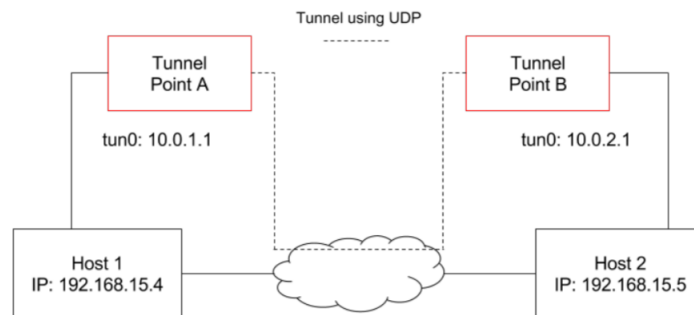 Tunnel using UDP
Tunnel
Point A
Tunnel
Point B
tun0: 10.0.1.1
tun0: 10.0.2.1
Host 1
IP: 192.168.15.4
Host 2
IP: 192.168.15.5